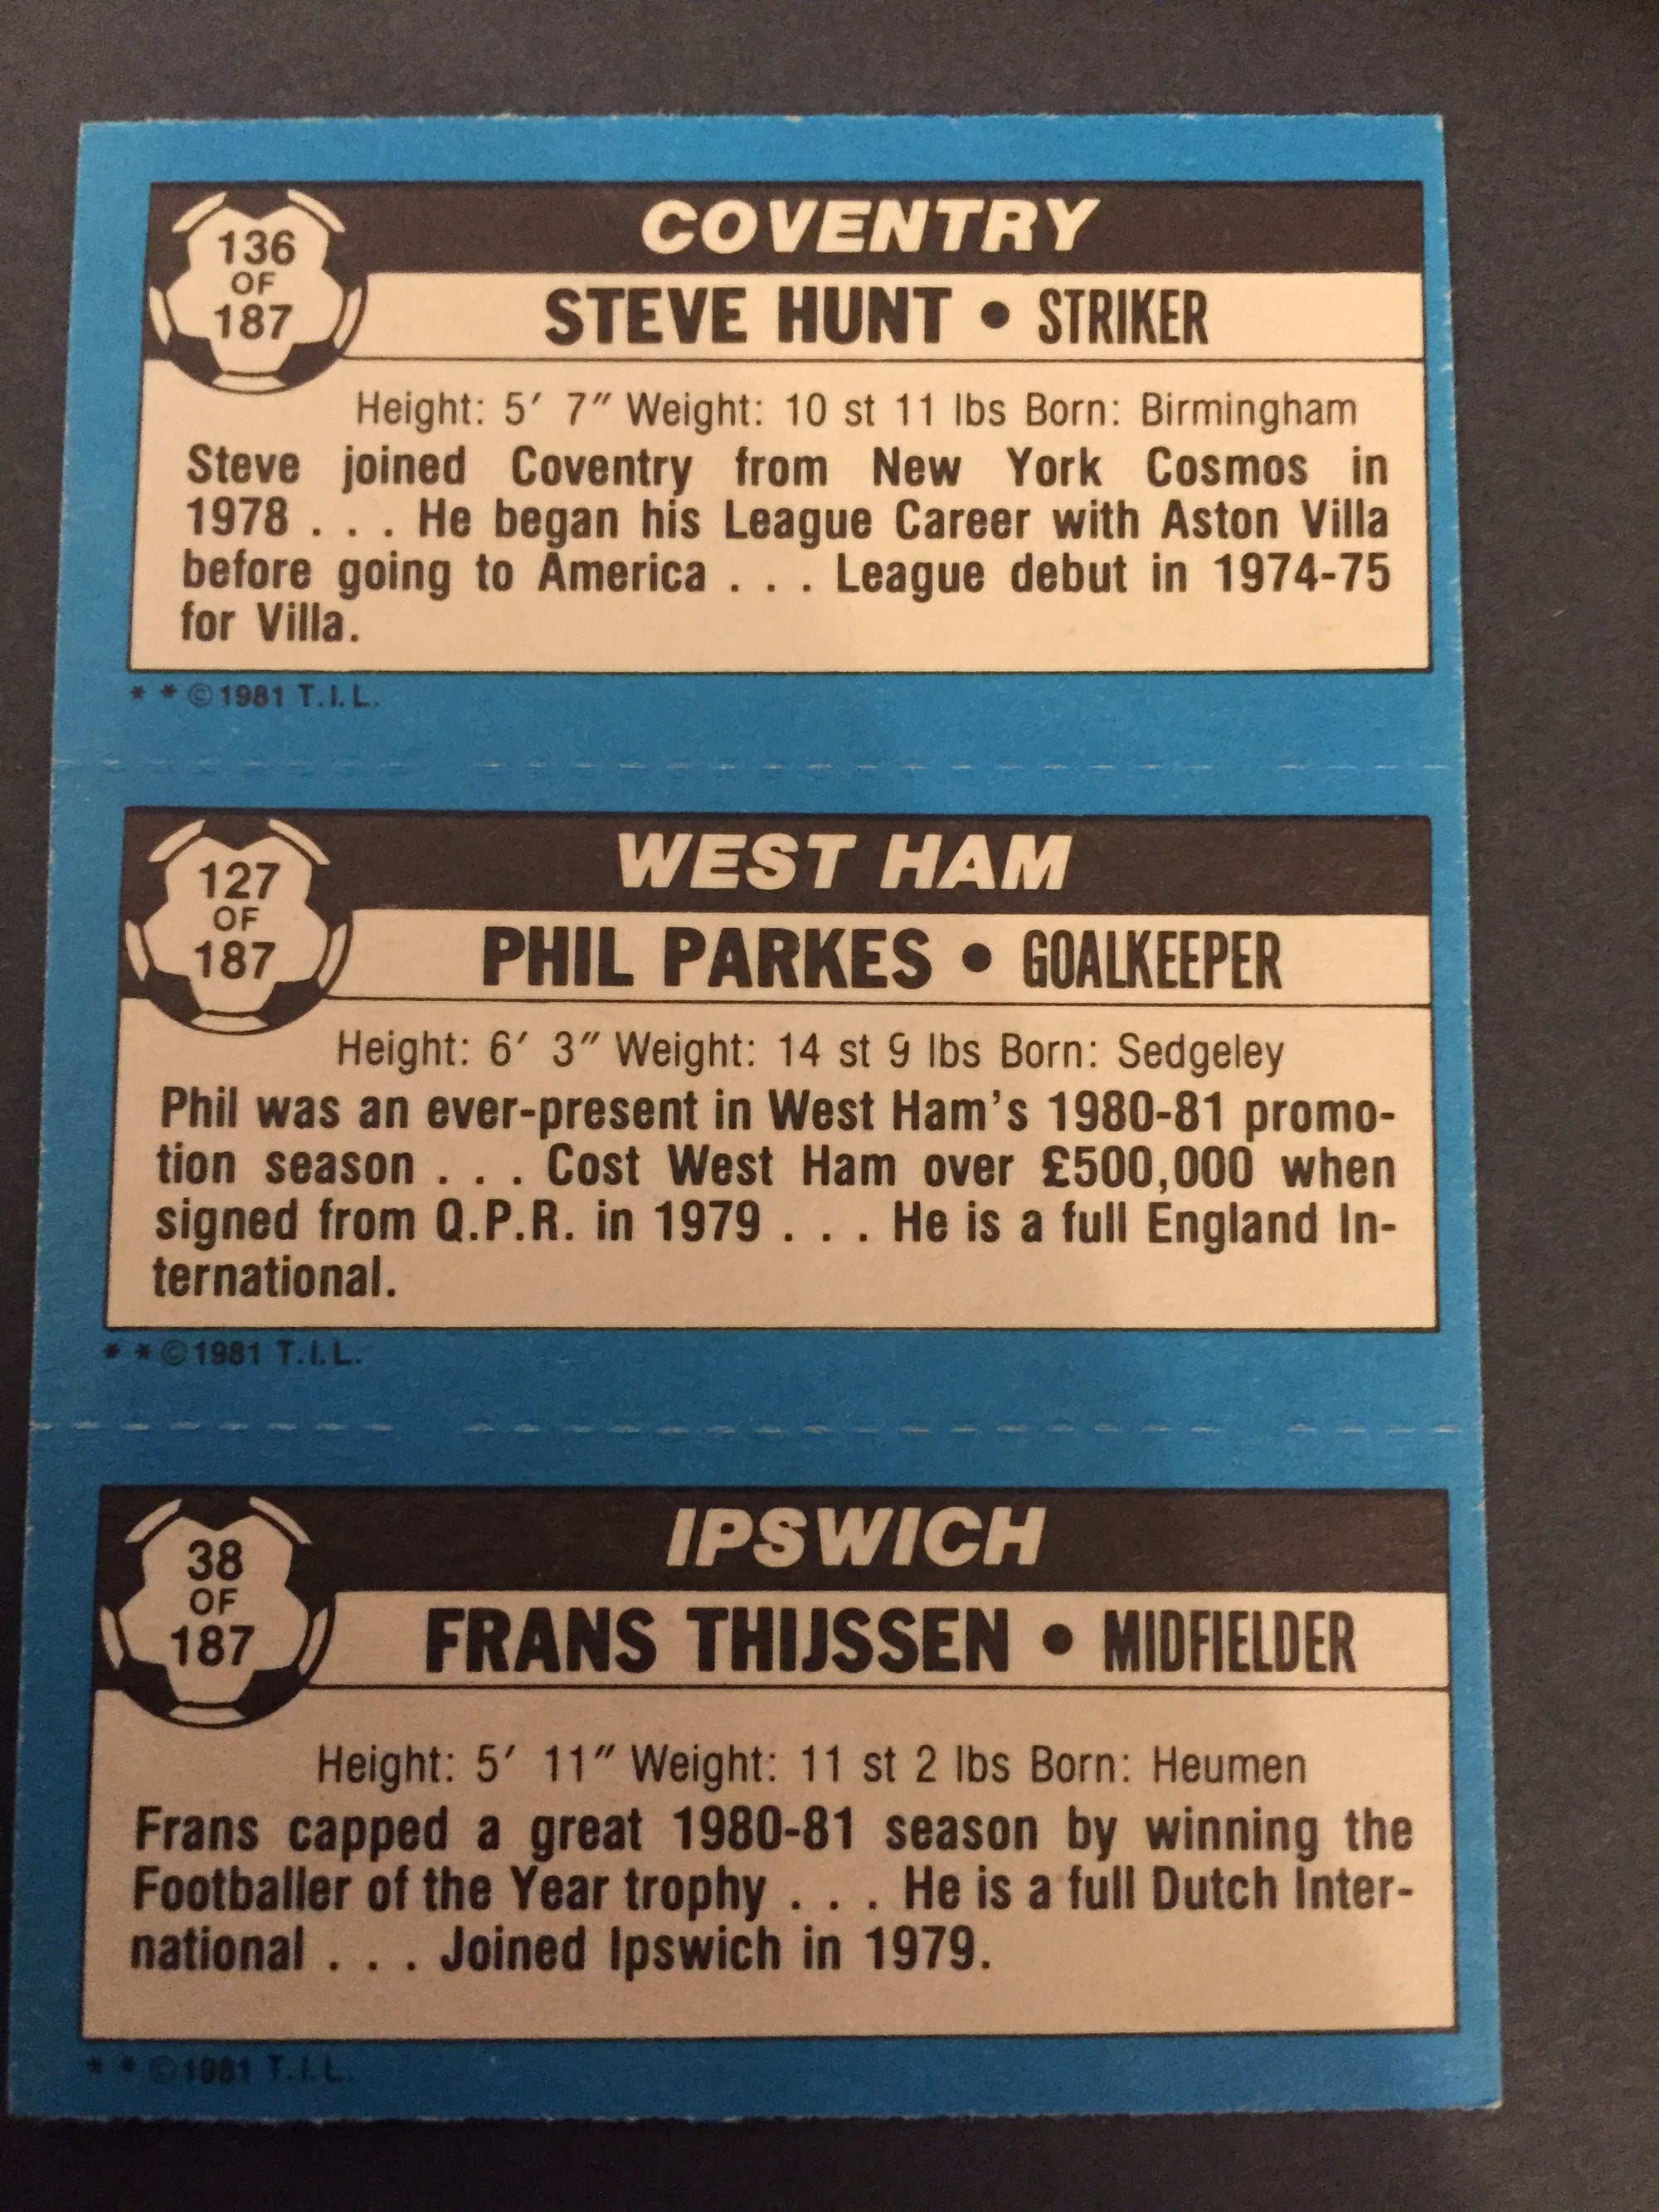 136
OF
187
COVENTRY
STEVE HUNT • STRIKER
Height: 5′ 7″ Weight: 10 st 11 lbs Born: Birmingham
Steve joined Coventry from New York Cosmos in
1978 . . . He began his League Career with Aston Villa
before going to America . . . League debut in 1974-75
for Villa.
* * ©1981 T.I.L.
127
OF
187
WEST HAM
PHIL PARKES • GOALKEEPER
Height: 6′ 3″ Weight: 14 st 9 lbs Born: Sedgeley
Phil was an ever-present in West Ham's 1980-81 promo-
tion season . . . Cost West Ham over £500,000 when
signed from Q.P.R. in 1979 . . . He is a full England In-
ternational.
* * ©1981 T.I.L.
38
OF
187
IPSWICH
FRANS THIJSSEN • MIDFIELDER
Height: 5′ 11″ Weight: 11 st 2 lbs Born: Heumen
Frans capped a great 1980-81 season by winning the
Footballer of the Year trophy . . . He is a full Dutch Inter-
national . . . Joined Ipswich in 1979.
* * ©1981 T.I.L.